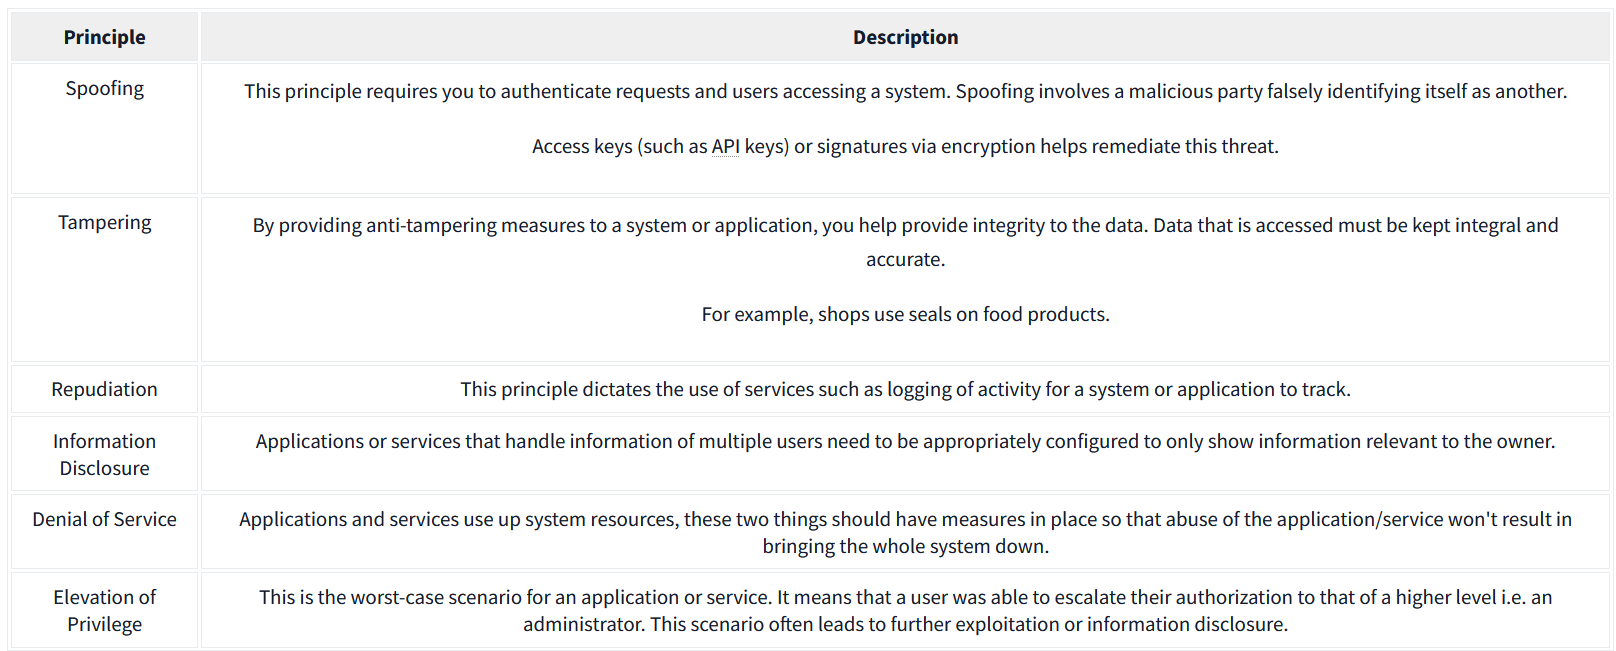 Principle
Description
Spoofing
This principle requires you to authenticate requests and users accessing a system. Spoofing involves a malicious party falsely identifying itself as another.
Access keys (such as API keys) or signatures via encryption helps remediate this threat.
Tampering
By providing anti-tampering measures to a system or application, you help provide integrity to the data. Data that is accessed must be kept integral and
accurate.
For example, shops use seals on food products.
Repudiation
This principle dictates the use of services such as logging of activity for a system or application to track.
Information
Disclosure
Applications or services that handle information of multiple users need to be appropriately configured to only show information relevant to the owner.
Denial of Service
Applications and services use up system resources, these two things should have measures in place so that abuse of the application/service won't result in
bringing the whole system down.
Elevation of
Privilege
This is the worst-case scenario for an application or service. It means that a user was able to escalate their authorization to that of a higher level i.e. an
administrator. This scenario often leads to further exploitation or information disclosure.